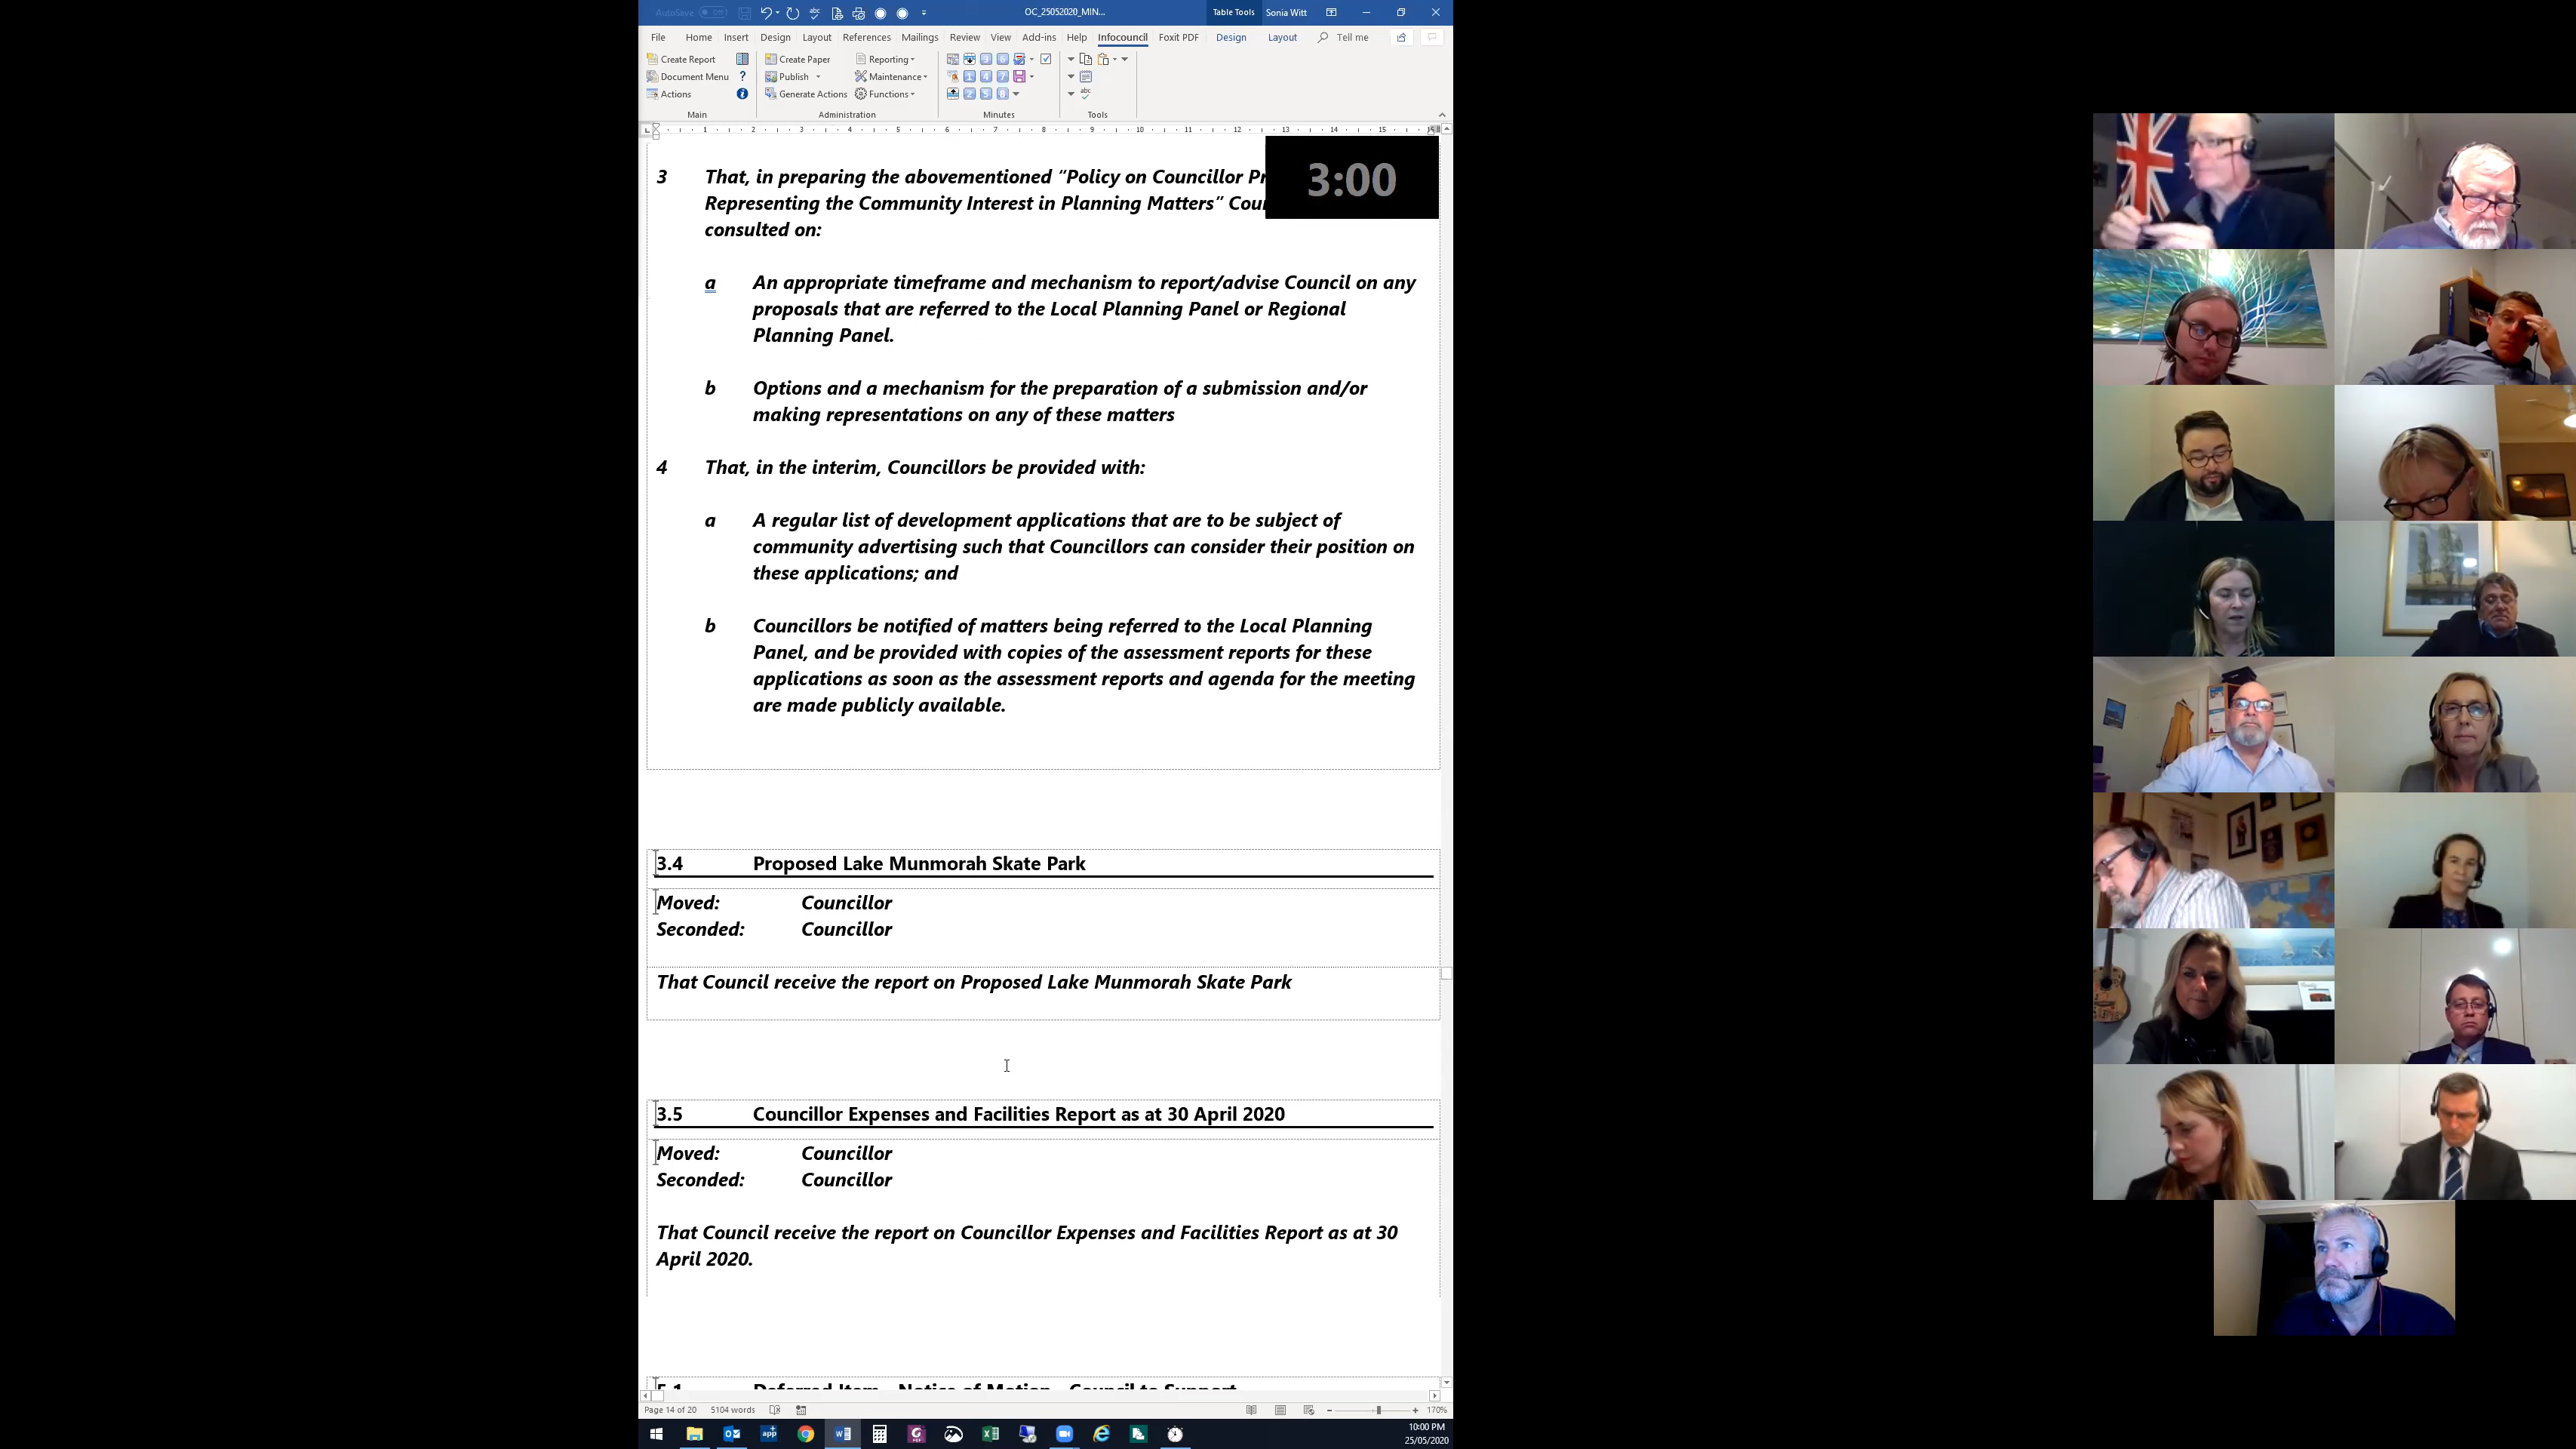 AutoSave
Off
OC_25052020_MIN...
Table Tools
Sonia Witt
File Home Insert Design Layout References Mailings Review View Add-ins Help Infocouncil Foxit PDF Design Layout Tell me
Create Report
Document Menu
Actions
Main
Create Paper
Publish
Generate Actions
Reporting
Maintenance
Functions
Administration
Minutes
Tools
3 That, in preparing the abovementioned “Policy on Councillor
Representing the Community Interest in Planning Matters”
consulted on:
3:00
a An appropriate timeframe and mechanism to report/advise Council on any
proposals that are referred to the Local Planning Panel or Regional
Planning Panel.
b Options and a mechanism for the preparation of a submission and/or
making representations on any of these matters
4 That, in the interim, Councillors be provided with:
a A regular list of development applications that are to be subject of
community advertising such that Councillors can consider their position on
these applications; and
b Councillors be notified of matters being referred to the Local Planning
Panel, and be provided with copies of the assessment reports for these
applications as soon as the assessment reports and agenda for the meeting
are made publicly available.
3.4 Proposed Lake Munmorah Skate Park
Moved: Councillor
Seconded: Councillor
That Council receive the report on Proposed Lake Munmorah Skate Park
3.5 Councillor Expenses and Facilities Report as at 30 April 2020
Moved: Councillor
Seconded: Councillor
That Council receive the report on Councillor Expenses and Facilities Report as at 30
April 2020.
5.1 Deferred Item - Notice of Motion - Council to Support
Page 14 of 20 5104 words
170%
10:00 PM
25/05/2020